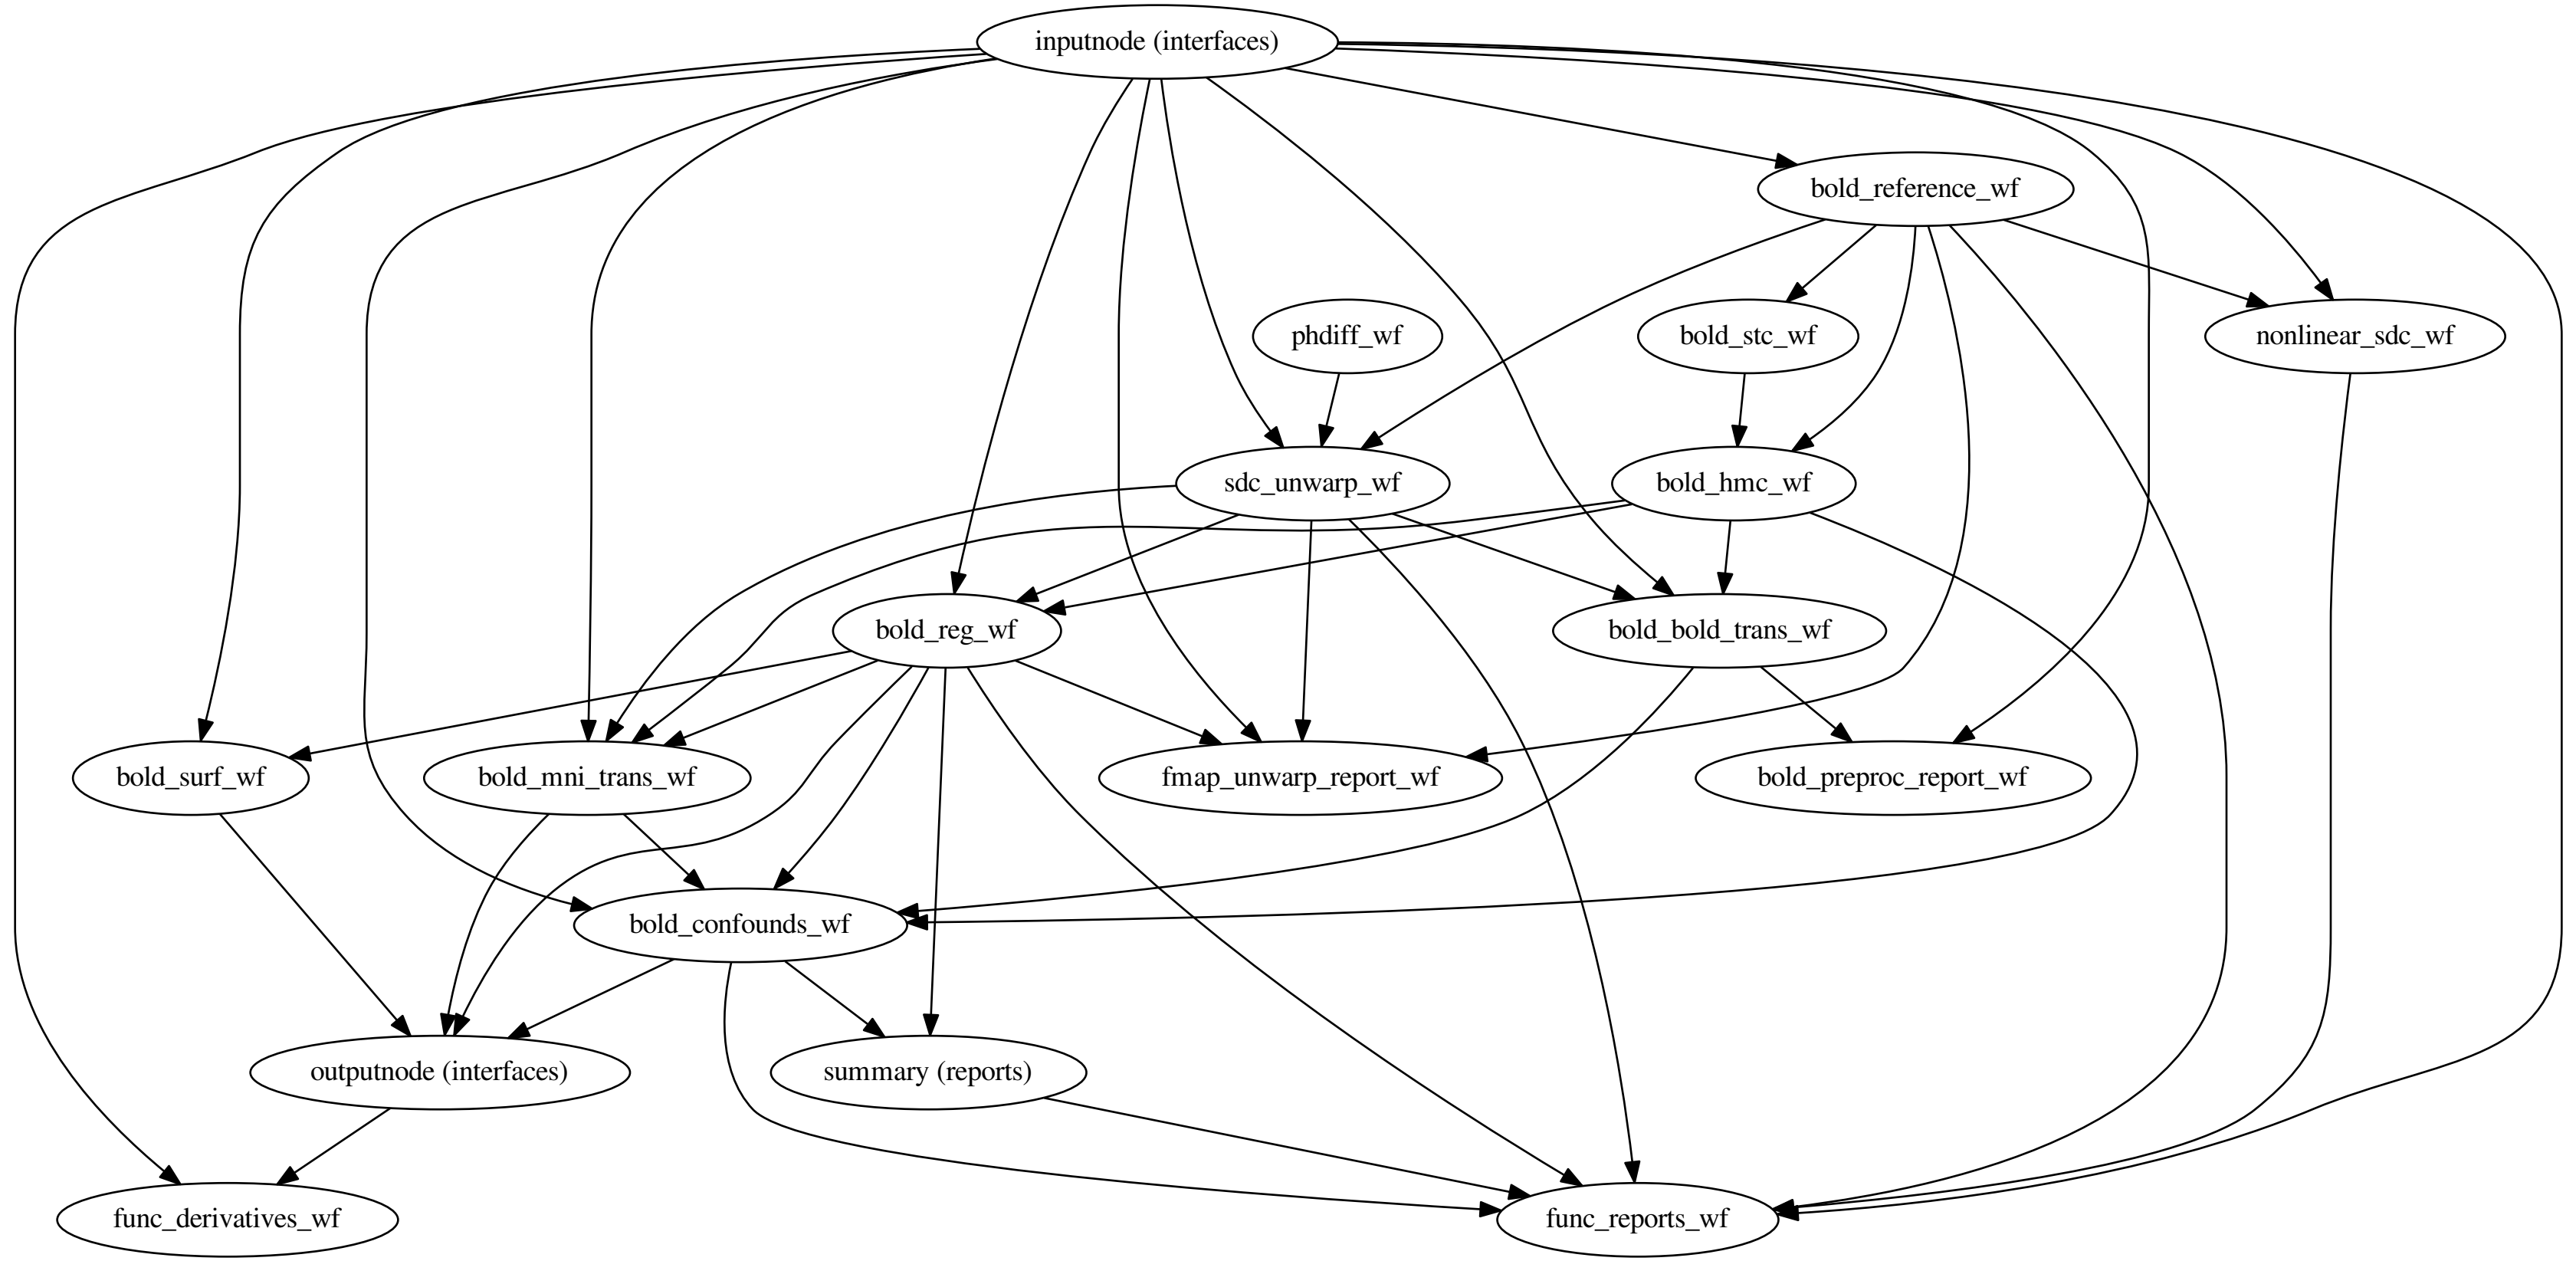 inputnode (interfaces)
bold_reference_wf
phdiff_wf
bold_stc_wf
nonlinear_sdc_wf
sdc_unwarp_wf
bold_hmc_wf
bold_reg_wf
bold_bold_trans_wf
bold_surf_wf
bold_mni_trans_wf
fmap_unwarp_report_wf
bold_preproc_report_wf
bold_confounds_wf
outputnode (interfaces)
summary (reports)
func_derivatives_wf
func_reports_wf